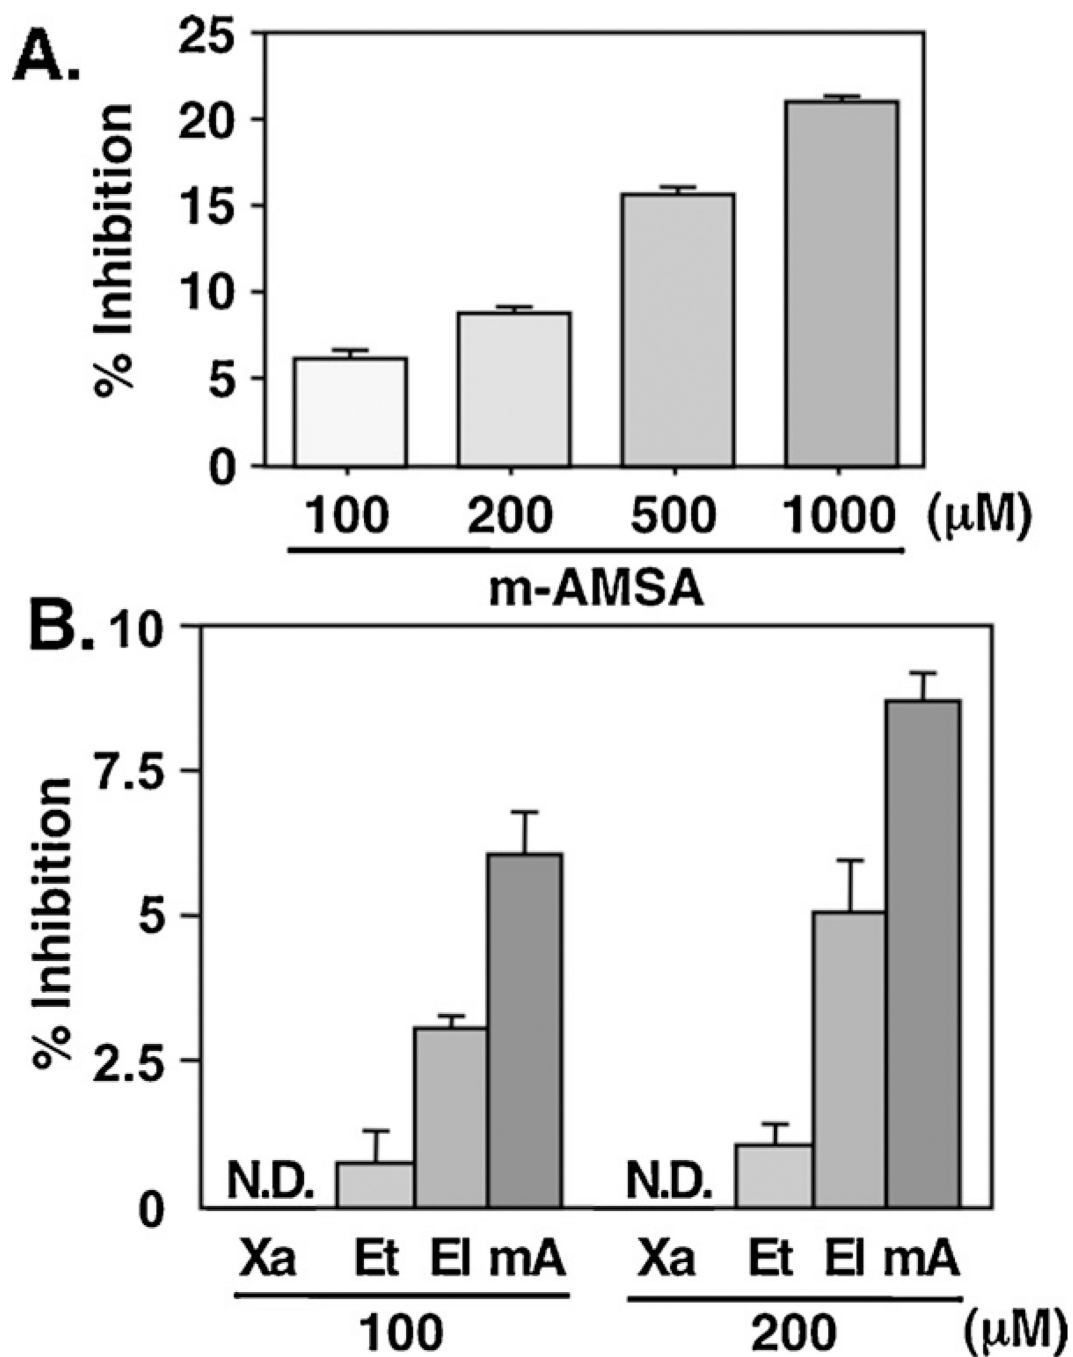 A.
% Inhibition
25
20
15
10
5
0
100 200 500 1000 (μM)
m-AMSA
B.
% Inhibition
10
7.5
5
2.5
0
N.D. N.D.
Xa Et El mA Xa Et El mA
100 200 (μM)